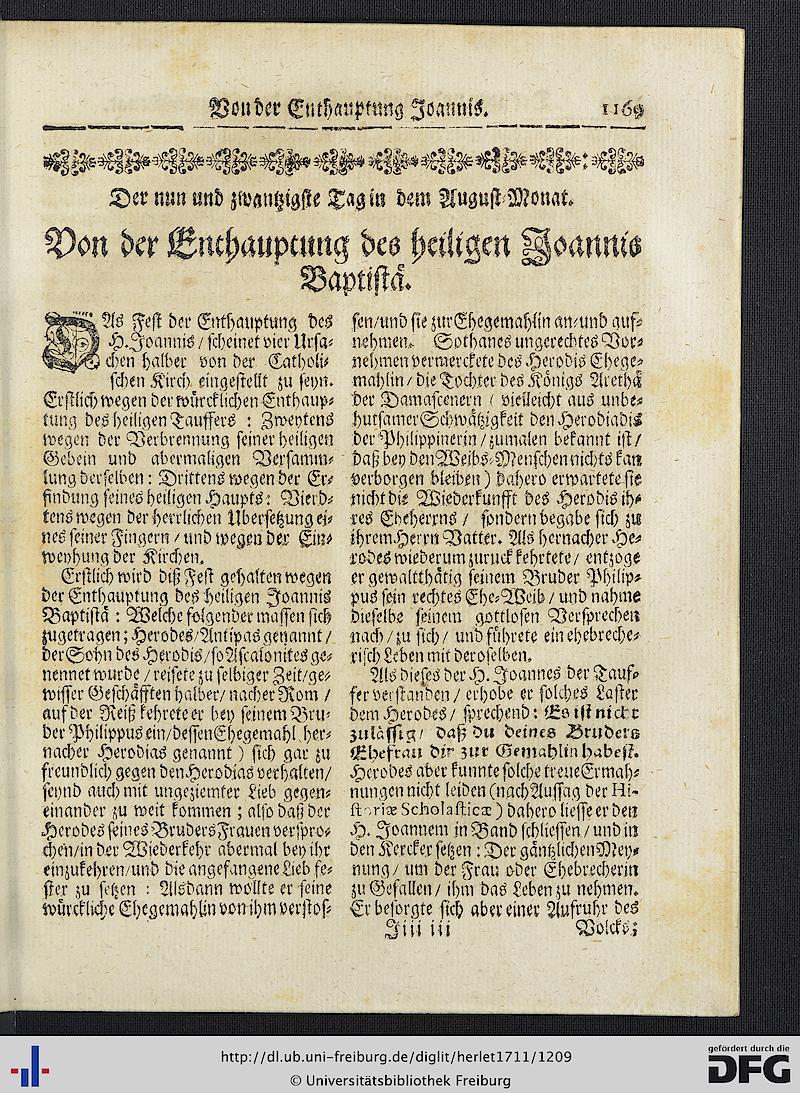 Von der Enthauptung Joannis. 1169
Der nun und zwantzigste Tag in dem August-Monat.
Von der Enthauptung des heiligen Joannis
Baptistä.
DAs Fest der Enthauptung des
H. Joannis / scheinet vier Ursa-
chen halber von der Catholi-
schen Kirch eingestellt zu seyn.
Erstlich wegen der würcklichen Enthaup-
tung des heiligen Tauffers : Zweytens
wegen der Verbrennung seiner heiligen
Gebein und abermaligen Versamm-
lung derselben : Drittens wegen der Er-
findung seines heiligen Haupts : Vierd-
tens wegen der herrlichen Ubersetzung ei-
nes seiner Fingern / und wegen der Ein-
weyhung der Kirchen.
Erstlich wird diß Fest gehalten wegen
der Enthauptung des heiligen Joannis
Baptistä : Welche folgender massen sich
zugetragen ; Herodes / Antipas genannt /
der Sohn des Herodis / so Ascalonites ge-
nennet wurde / reisete zu selbiger Zeit / ge-
wisser Geschäfften halber / nacher Rom /
auf der Reiß kehrete er bey seinem Bru-
der Philippus ein / dessen Ehegemahl her-
nacher Herodias genannt ) sich gar zu
freundlich gegen den Herodias verhalten /
seynd auch mit ungeziemter Lieb gegen-
einander zu weit kommen ; also daß der
Herodes seines Bruders Frauen verspro-
chen / in der Wiederkehr abermal bey ihr
einzukehren / und die angefangene Lieb fe-
ster zu setzen : Alsdann wollte er seine
würckliche Ehegemahlin von ihm verstos-
sen / und sie zur Ehegemahlin an- und auf-
nehmen. Sothanes ungerechtes Vor-
nehmen vermerckete des Herodis Ehege-
mahlin / die Tochter des Königs Arethä
der Damascenern ( vielleicht aus unbe-
hutsamer Schwätzigkeit den Herodiadis
der Philippinerin / zumalen bekannt ist /
daß bey den Weibs-Menschen nichts kan
verborgen bleiben ) dahero erwartete sie
nicht die Wiederkunfft des Herodis ih-
res Eheherrns / sondern begabe sich zu
ihrem Herrn Vatter. Als hernacher He-
rodes wiederum zuruck kehrtete / entzoge
er gewaltthätig seinem Bruder Philip-
pus sein rechtes Ehe-Weib / und nahme
dieselbe seinem gottlosen Versprechen
nach / zu sich / und führete ein ehebreche-
risch Leben mit deroselben.
Als dieses der H. Joannes der Tauf-
fer verstanden / erhobe er solches Laster
dem Herodes / sprechend : Es ist nicht
zulässig / daß du deines Bruders
Ehefrau dir zur Gemahlin habest.
Herodes aber kunnte solche treue Ermah-
nungen nicht leiden ( nach Aussag der Hi-
storiæ Scholasticæ ) dahero liesse er den
H. Joannem in Band schliessen / und in
den Kercker setzen : Der gäntzlichen Mey-
nung / um der Frau oder Ehebrecherin
zu Gefallen / ihm das Leben zu nehmen.
Er besorgte sich aber einer Aufruhr des
Jiii iii Volcks ;
http://dl.ub.uni-freiburg.de/diglit/herlet1711/1209
© Universitätsbibliothek Freiburg
gefördert durch die
DFG